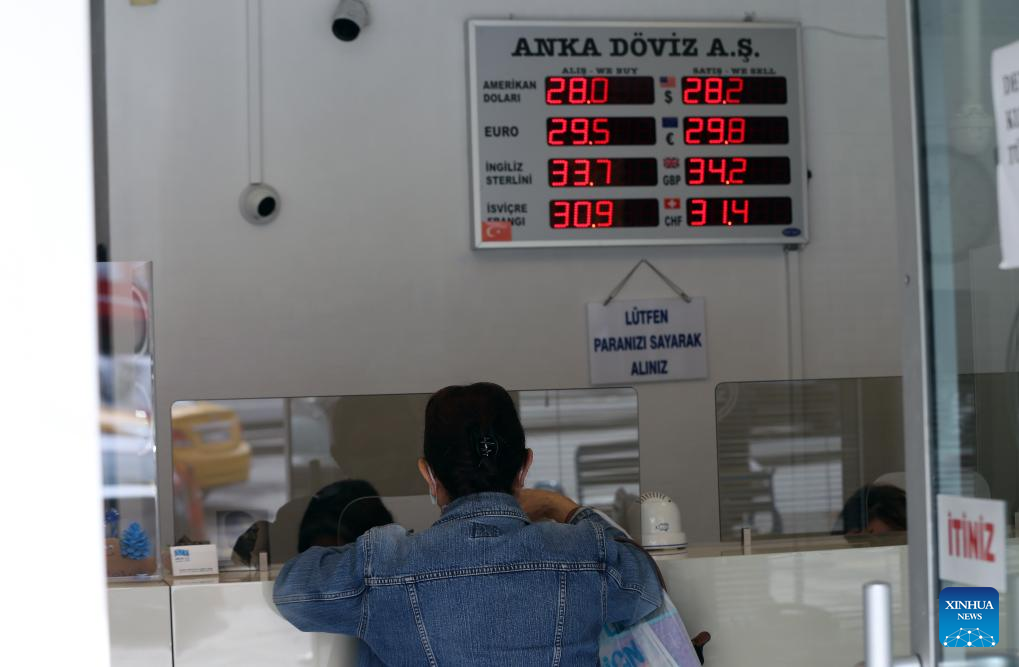 ANKA DÖVİZ A.Ş.
ALIŞ - WE BUY SATIŞ - WE SELL
AMERİKAN
DOLARI
28.0 $ 28.2
EURO 29.5 € 29.8
İNGİLİZ
STERLİNİ
33.7 GBP 34.2
İSVİÇRE
FRANGI
30.9 CHF 31.4
LÜTFEN
PARANIZI SAYARAK
ALINIZ
ANKA
İTİNİZ
XINHUA
NEWS